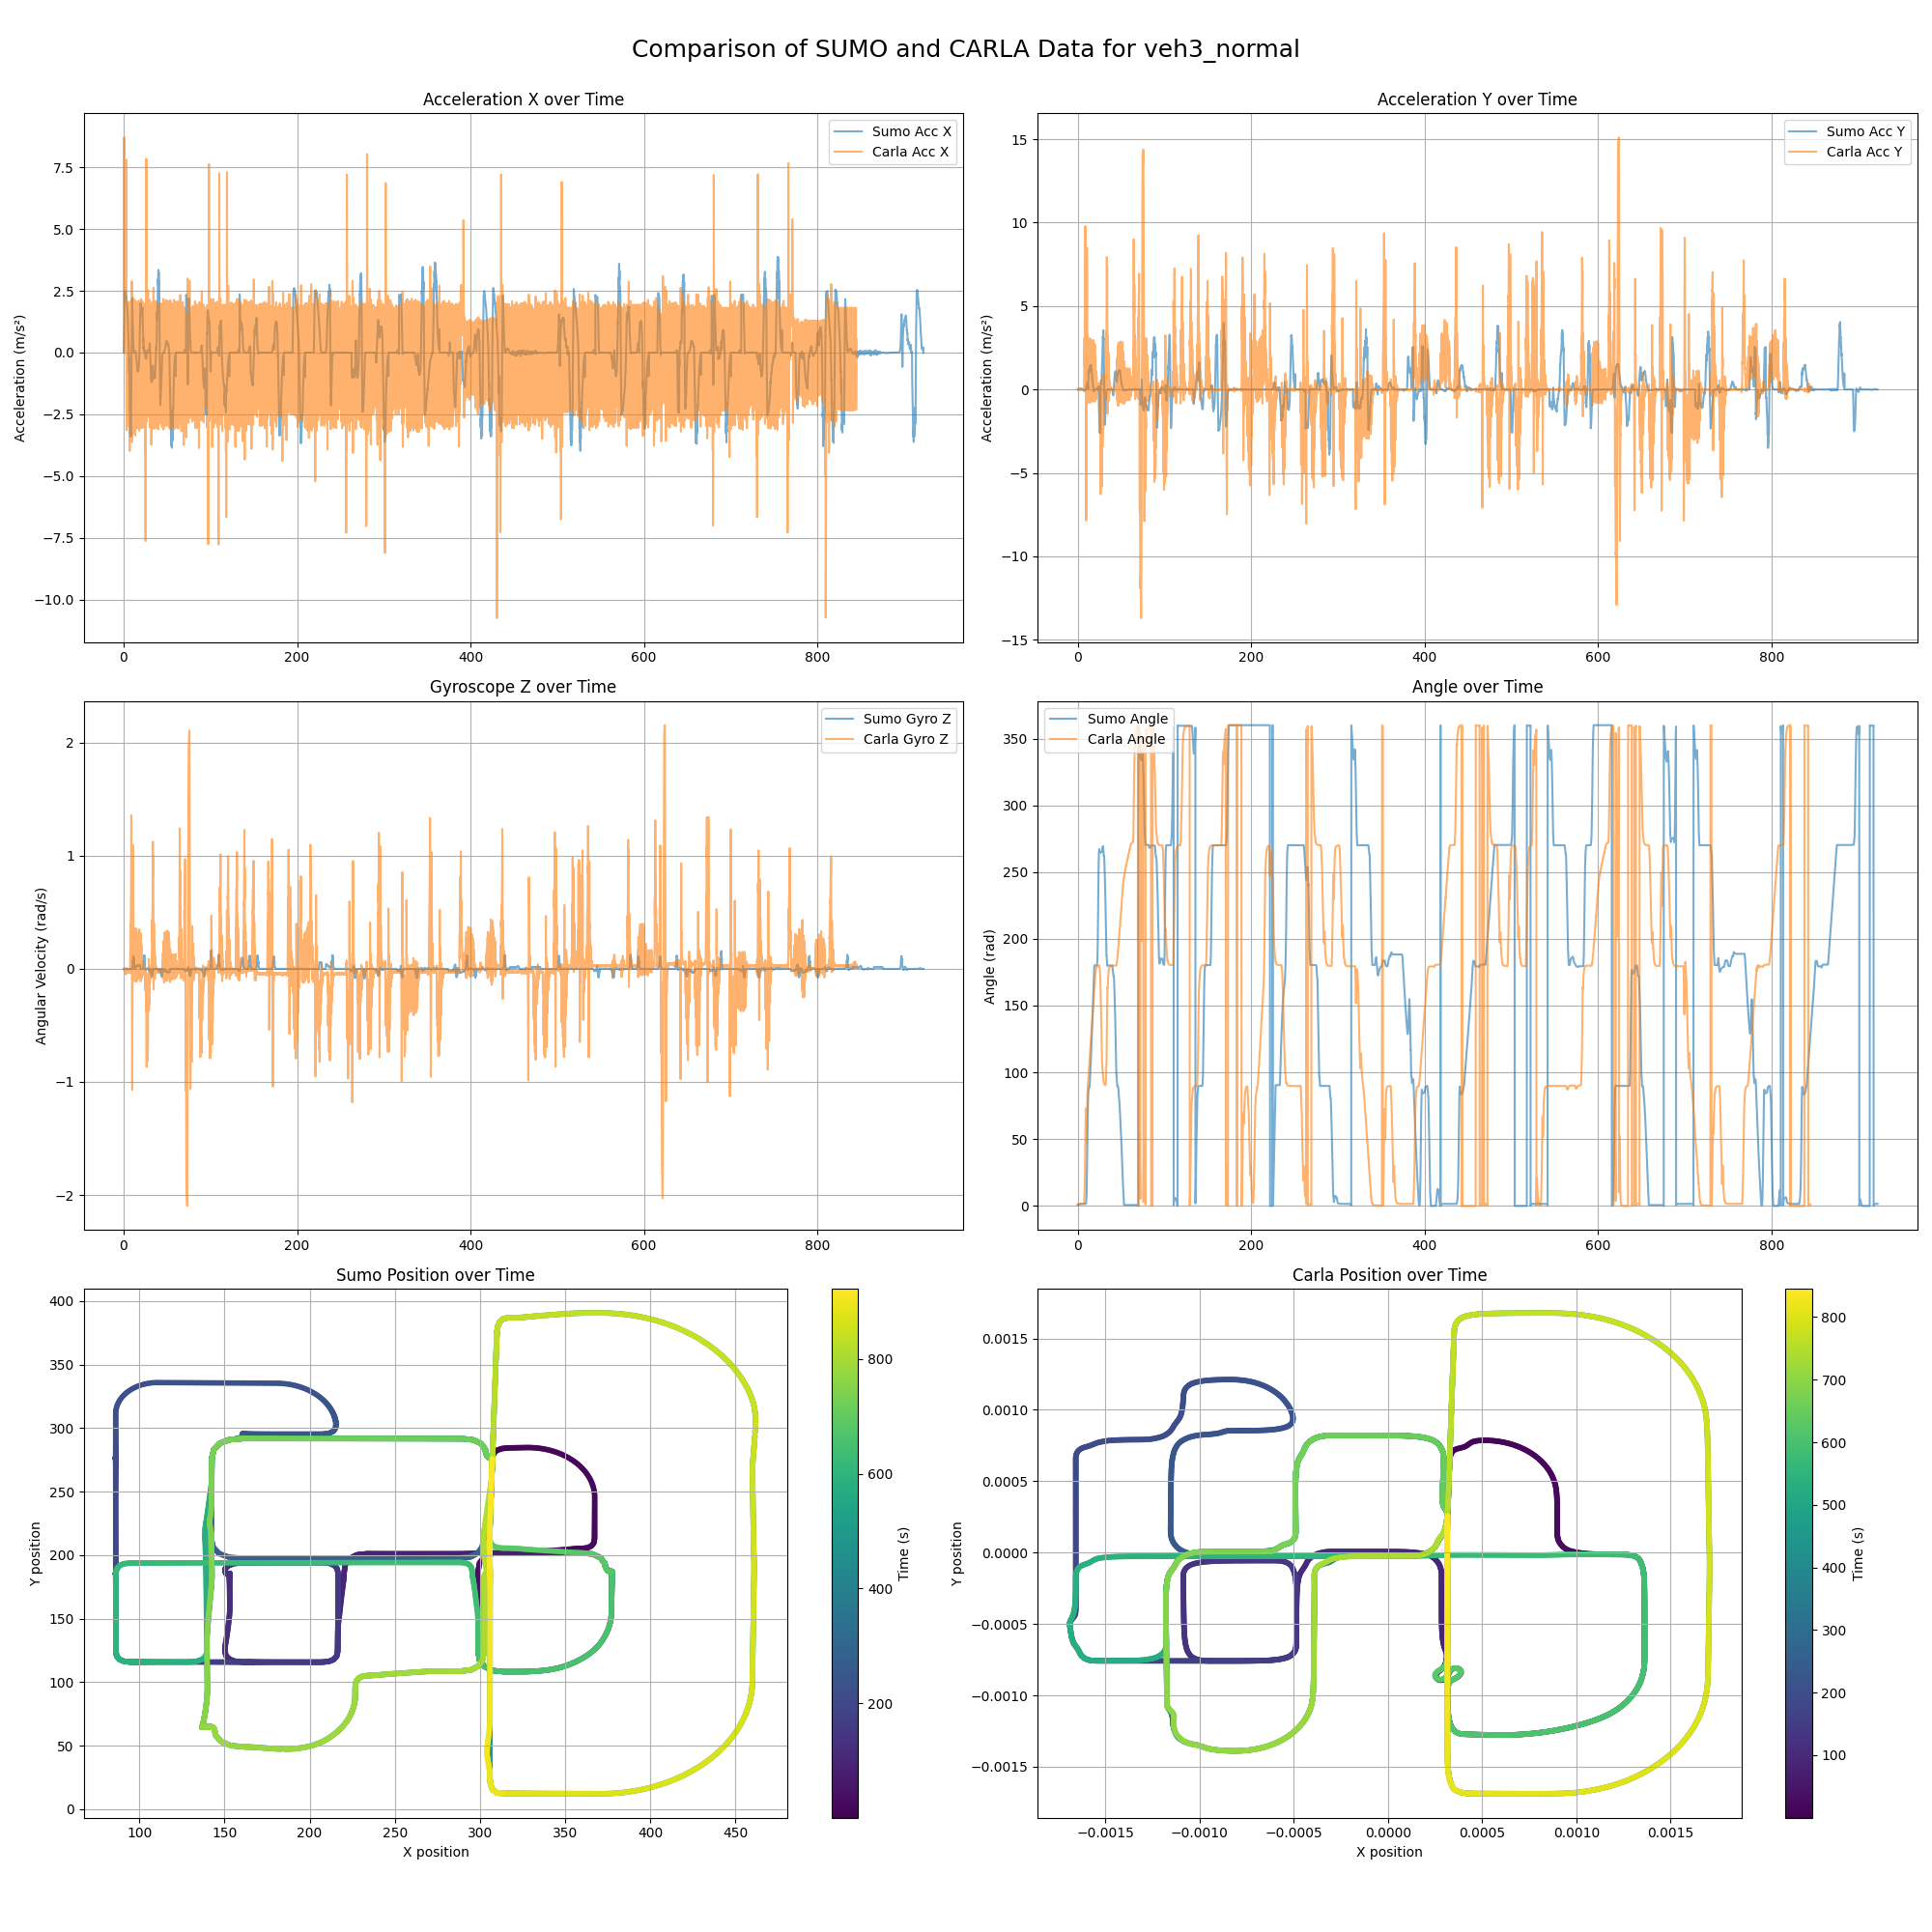 Comparison of SUMO and CARLA Data for veh3_normal
Acceleration X over Time
Acceleration (m/s²)
7.5
5.0
2.5
0.0
−2.5
−5.0
−7.5
−10.0
0 200 400 600 800
Sumo Acc X
Carla Acc X
Acceleration Y over Time
Acceleration (m/s²)
15
10
5
0
−5
−10
−15
0 200 400 600 800
Sumo Acc Y
Carla Acc Y
Gyroscope Z over Time
Angular Velocity (rad/s)
2
1
0
−1
−2
0 200 400 600 800
Sumo Gyro Z
Carla Gyro Z
Angle over Time
Angle (rad)
350
300
250
200
150
100
50
0
0 200 400 600 800
Sumo Angle
Carla Angle
Sumo Position over Time
Y position
400
350
300
250
200
150
100
50
0
100 150 200 250 300 350 400 450
X position
800
600
400
200
Time (s)
Carla Position over Time
Y position
0.0015
0.0010
0.0005
0.0000
−0.0005
−0.0010
−0.0015
−0.0015 −0.0010 −0.0005 0.0000 0.0005 0.0010 0.0015
X position
800
700
600
500
400
300
200
100
Time (s)